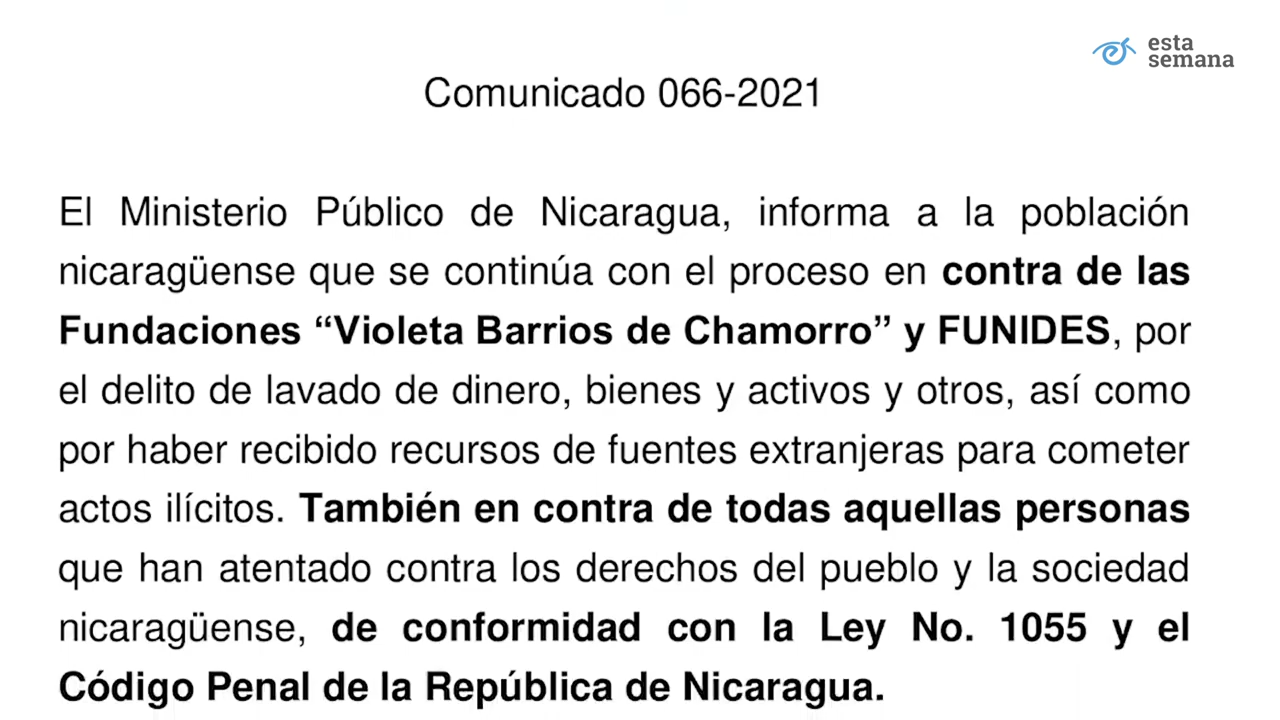 esta
semana
Comunicado 066-2021
El Ministerio Público de Nicaragua, informa a la población
nicaragüense que se continúa con el proceso en contra de las
Fundaciones “Violeta Barrios de Chamorro” y FUNIDES, por
el delito de lavado de dinero, bienes y activos y otros, así como
por haber recibido recursos de fuentes extranjeras para cometer
actos ilícitos. También en contra de todas aquellas personas
que han atentado contra los derechos del pueblo y la sociedad
nicaragüense, de conformidad con la Ley No. 1055 y el
Código Penal de la República de Nicaragua.